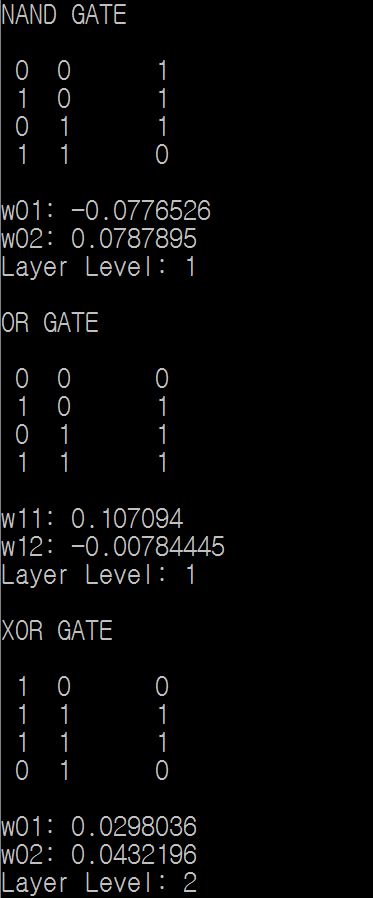 NAND GATE
0 0 1
1 0 1
0 1 1
1 1 0
w01: -0.0776526
w02: 0.0787895
Layer Level: 1
OR GATE
0 0 0
1 0 1
0 1 1
1 1 1
w11: 0.107094
w12: -0.00784445
Layer Level: 1
XOR GATE
1 0 0
1 1 1
1 1 1
0 1 0
w01: 0.0298036
w02: 0.0432196
Layer Level: 2